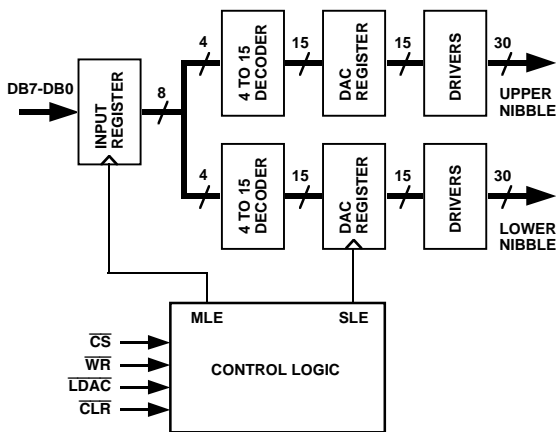 4
15
15
30
4 TO 15
DECODER
DAC
REGISTER
DRIVERS
UPPER
NIBBLE
DB7-DB0
INPUT
REGISTER
8
4
15
15
30
4 TO 15
DECODER
DAC
REGISTER
DRIVERS
LOWER
NIBBLE
MLE
SLE
CS
WR
LDAC
CLR
CONTROL LOGIC